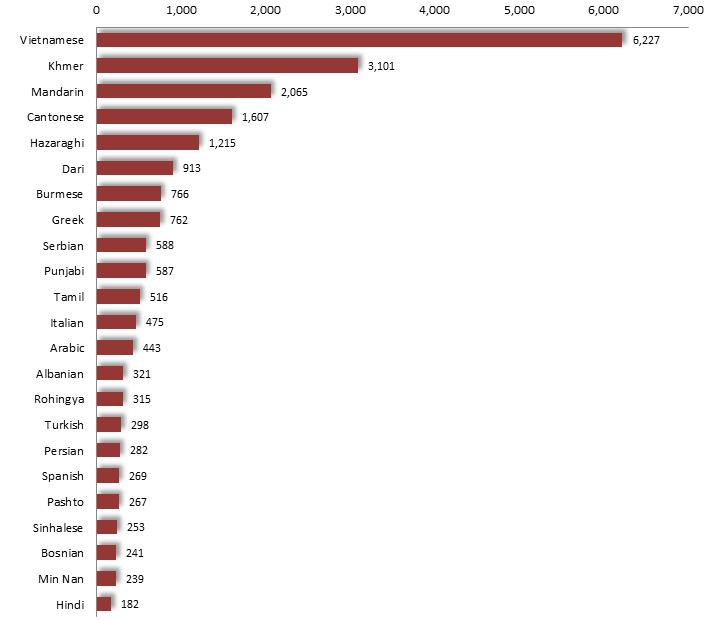 0 1,000 2,000 3,000 4,000 5,000 6,000 7,000
Vietnamese 6,227
Khmer 3,101
Mandarin 2,065
Cantonese 1,607
Hazaraghi 1,215
Dari 913
Burmese 766
Greek 762
Serbian 588
Punjabi 587
Tamil 516
Italian 475
Arabic 443
Albanian 321
Rohingya 315
Turkish 298
Persian 282
Spanish 269
Pashto 267
Sinhalese 253
Bosnian 241
Min Nan 239
Hindi 182